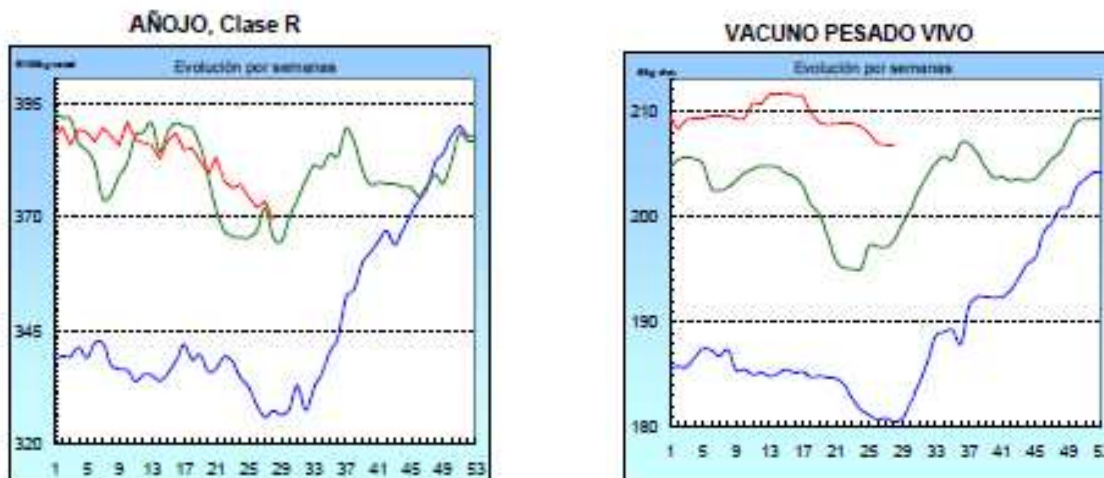 AÑOJO, Clase R
Evolución por semanas
395
370
345
320
1 5 9 13 17 21 25 29 33 37 41 45 49 53
VACUNO PESADO VIVO
Evolución por semanas
210
200
190
180
1 5 9 13 17 21 25 29 33 37 41 45 49